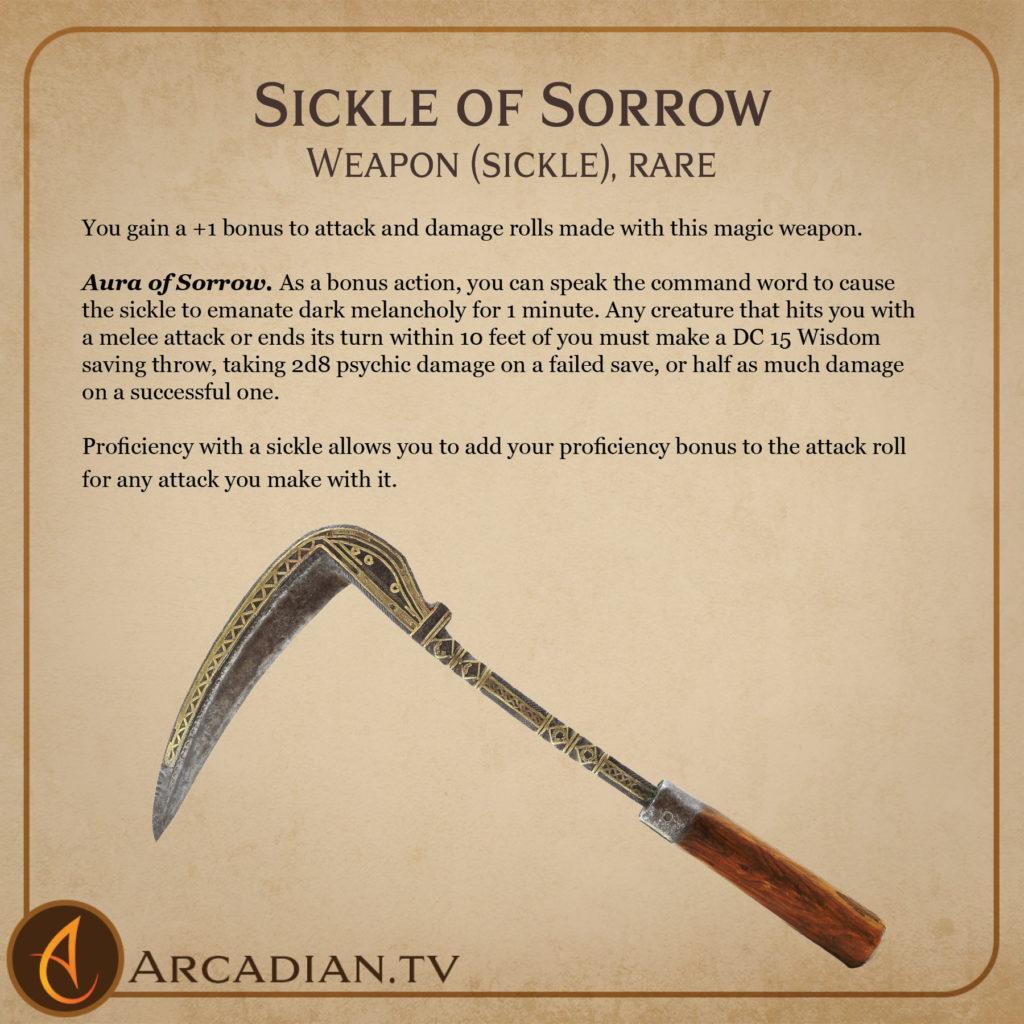 Sickle of Sorrow
Weapon (sickle), rare
You gain a +1 bonus to attack and damage rolls made with this magic weapon.
Aura of Sorrow. As a bonus action, you can speak the command word to cause
the sickle to emanate dark melancholy for 1 minute. Any creature that hits you with
a melee attack or ends its turn within 10 feet of you must make a DC 15 Wisdom
saving throw, taking 2d8 psychic damage on a failed save, or half as much damage
on a successful one.
Proficiency with a sickle allows you to add your proficiency bonus to the attack roll
for any attack you make with it.
Arcadian.tv